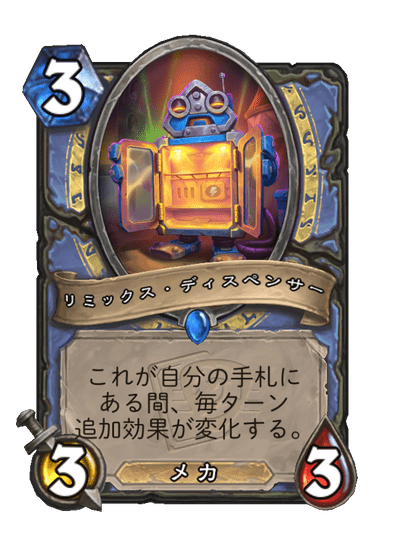 3
リミックス・ディスペンサー
これが自分の手札に
ある間、毎ターン
追加効果が変化する。
3
メカ
3